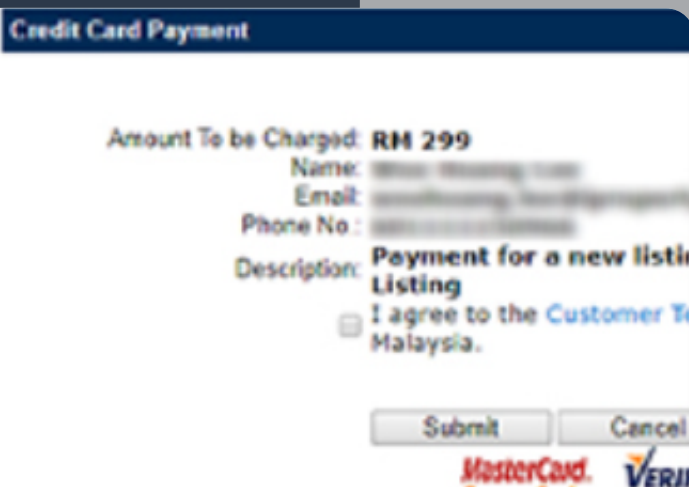 Credit Card Payment
Amount To be Charged: RM 299
Name:
Email:
Phone No.:
Description: Payment for a new listin
Listing
I agree to the Customer Te
Malaysia.
Submit Cancel
MasterCard. VERI